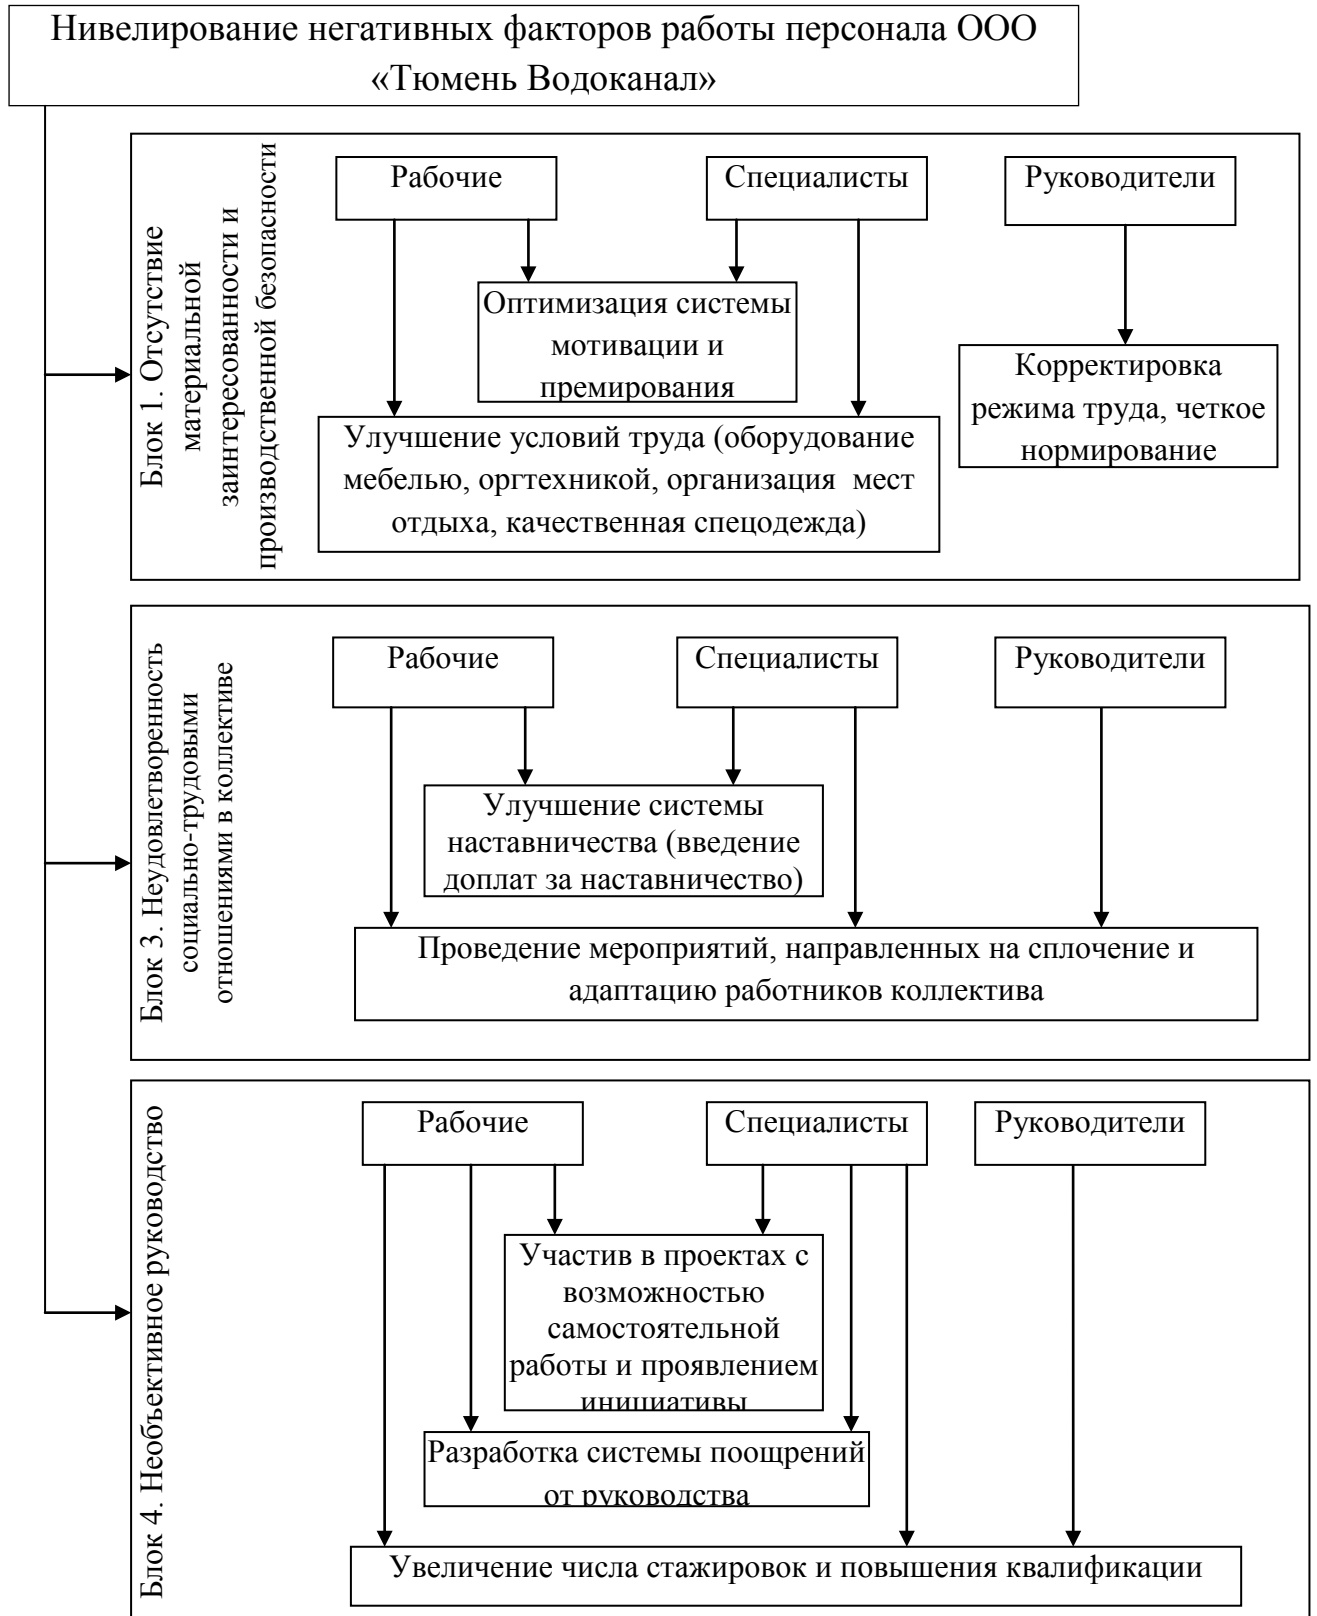 Нивелирование негативных факторов работы персонала ООО
«Тюмень Водоканал»
Блок 1. Отсутствие
материальной
заинтересованности и
производственной безопасности
Рабочие
Специалисты
Руководители
Оптимизация системы
мотивации и
премирования
Корректировка
режима труда, четкое
нормирование
Улучшение условий труда (оборудование
мебелью, оргтехникой, организация мест
отдыха, качественная спецодежда)
Блок 3. Неудовлетворенность
социально-трудовыми
отношениями в коллективе
Рабочие
Специалисты
Руководители
Улучшение системы
наставничества (введение
доплат за наставничество)
Проведение мероприятий, направленных на сплочение и
адаптацию работников коллектива
Блок 4. Необъективное руководство
Рабочие
Специалисты
Руководители
Участив в проектах с
возможностью
самостоятельной
работы и проявлением
инициативы
Разработка системы поощрений
от руководства
Увеличение числа стажировок и повышения квалификации